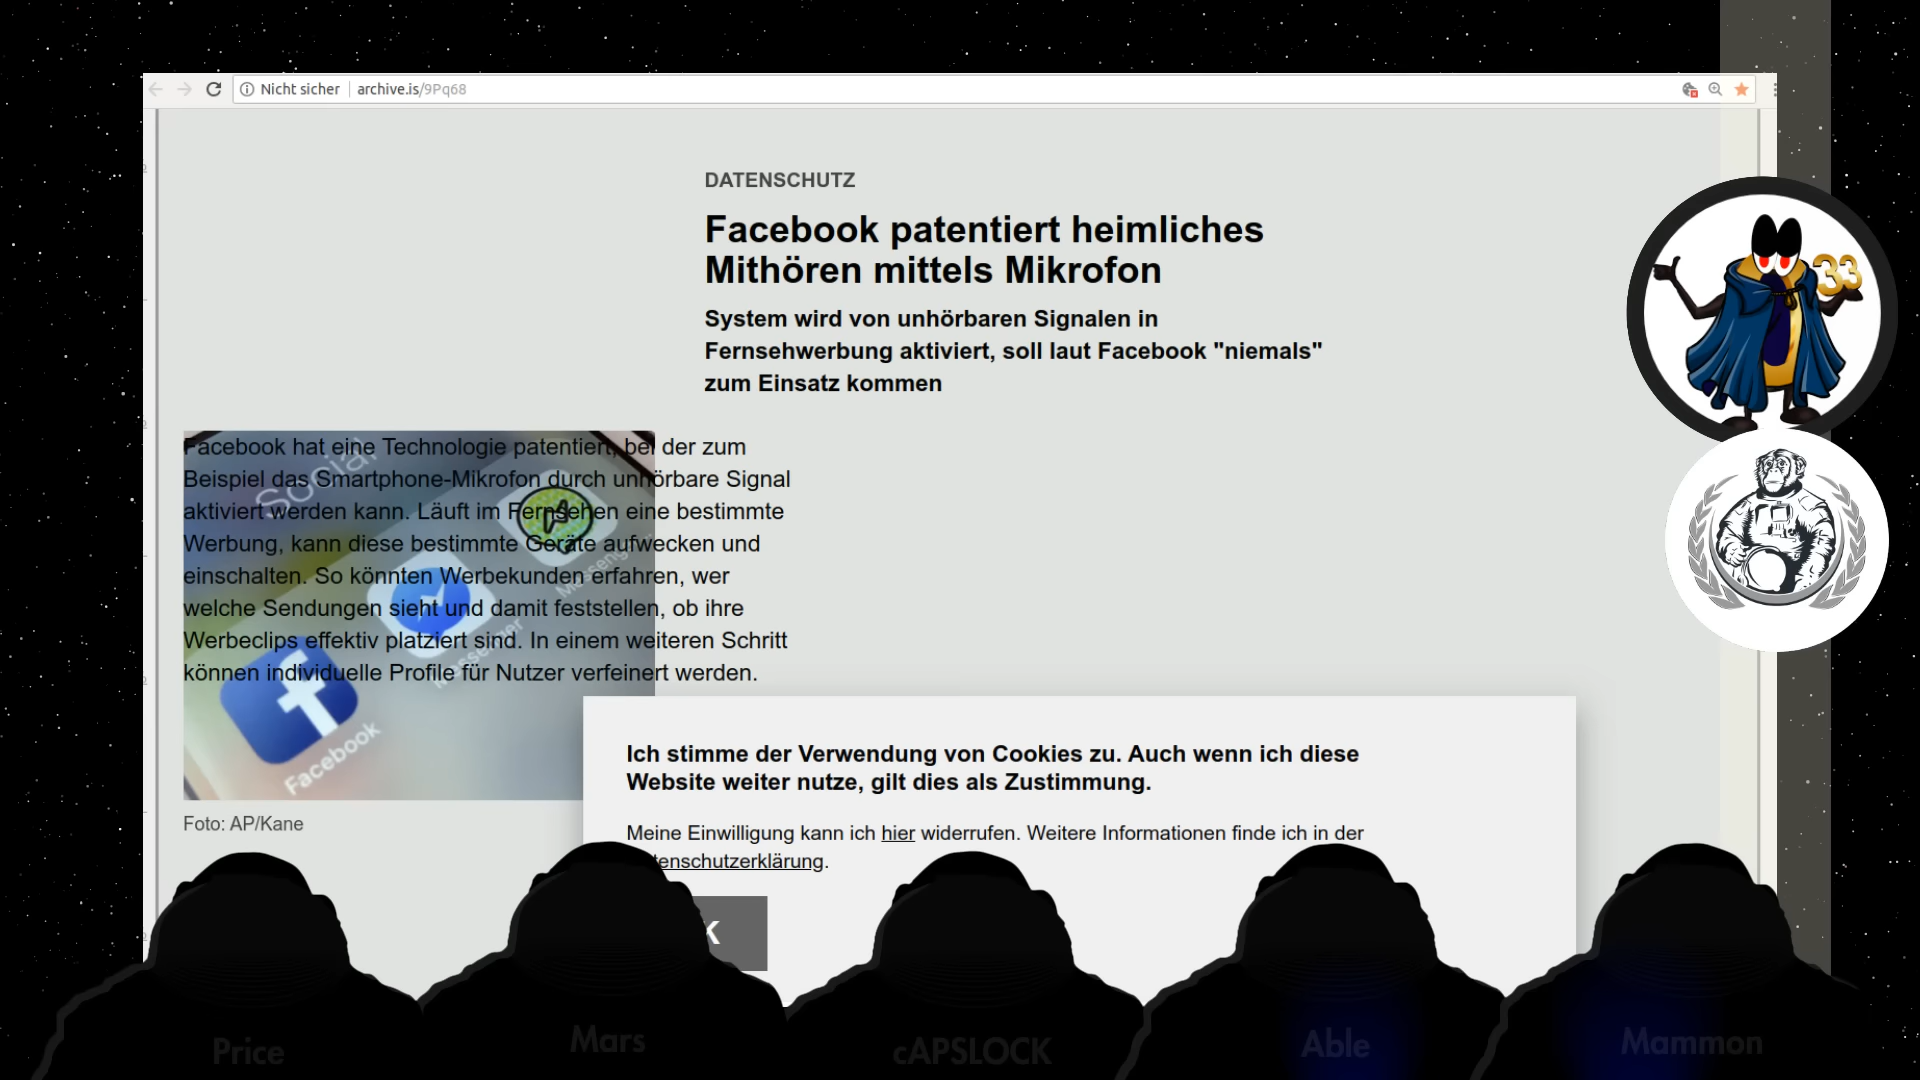 Nicht sicher archive.is/9Pq68
DATENSCHUTZ
Facebook patentiert heimliches
Mithören mittels Mikrofon
System wird von unhörbaren Signalen in
Fernsehwerbung aktiviert, soll laut Facebook "niemals"
zum Einsatz kommen
33
Facebook hat eine Technologie patentiert, bei der zum
Beispiel das Smartphone-Mikrofon durch unhörbare Signal
aktiviert werden kann. Läuft im Fernsehen eine bestimmte
Werbung, kann diese bestimmte Geräte aufwecken und
einschalten. So könnten Werbekunden erfahren, wer
welche Sendungen sieht und damit feststellen, ob ihre
Werbeclips effektiv platziert sind. In einem weiteren Schritt
können individuelle Profile für Nutzer verfeinert werden.
Social
Messenger
Facebook
Foto: AP/Kane
Ich stimme der Verwendung von Cookies zu. Auch wenn ich diese
Website weiter nutze, gilt dies als Zustimmung.
Meine Einwilligung kann ich hier widerrufen. Weitere Informationen finde ich in der
tenschutzerklärung.
K
Price
Mars
cAPSLOCK
Able
Mammon